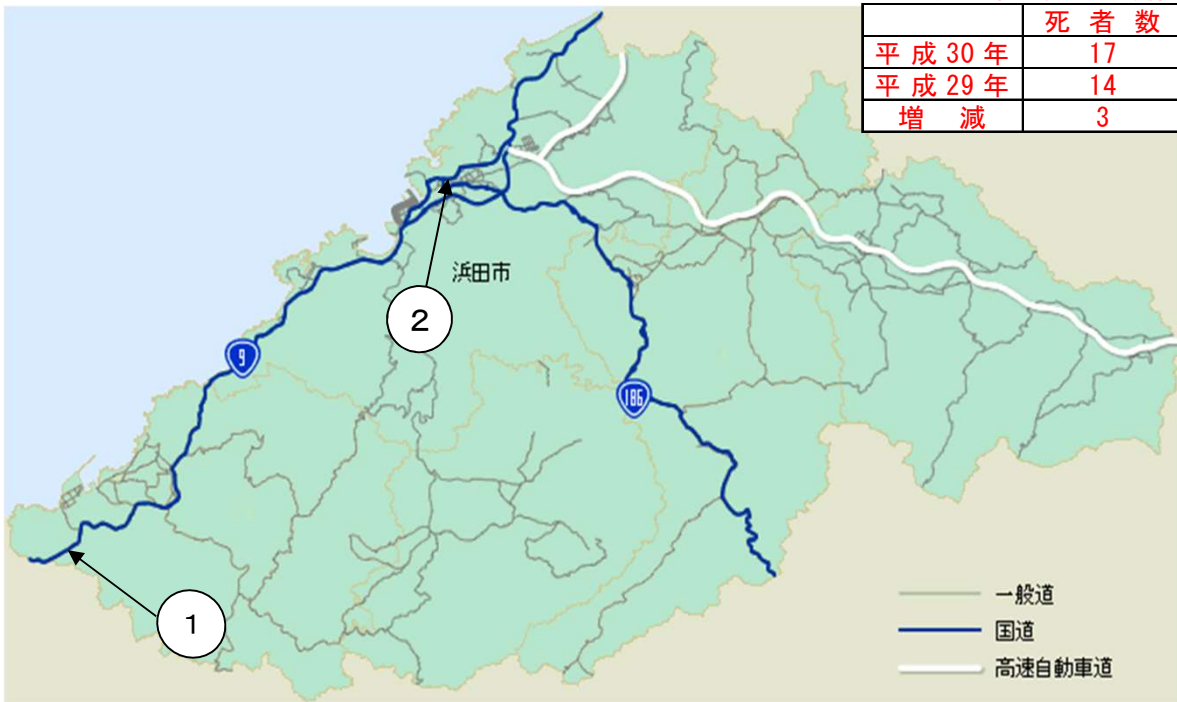 死者数
平成30年 17
平成29年 14
増減 3
浜田市
2
9
186
1
一般道
国道
高速自動車道